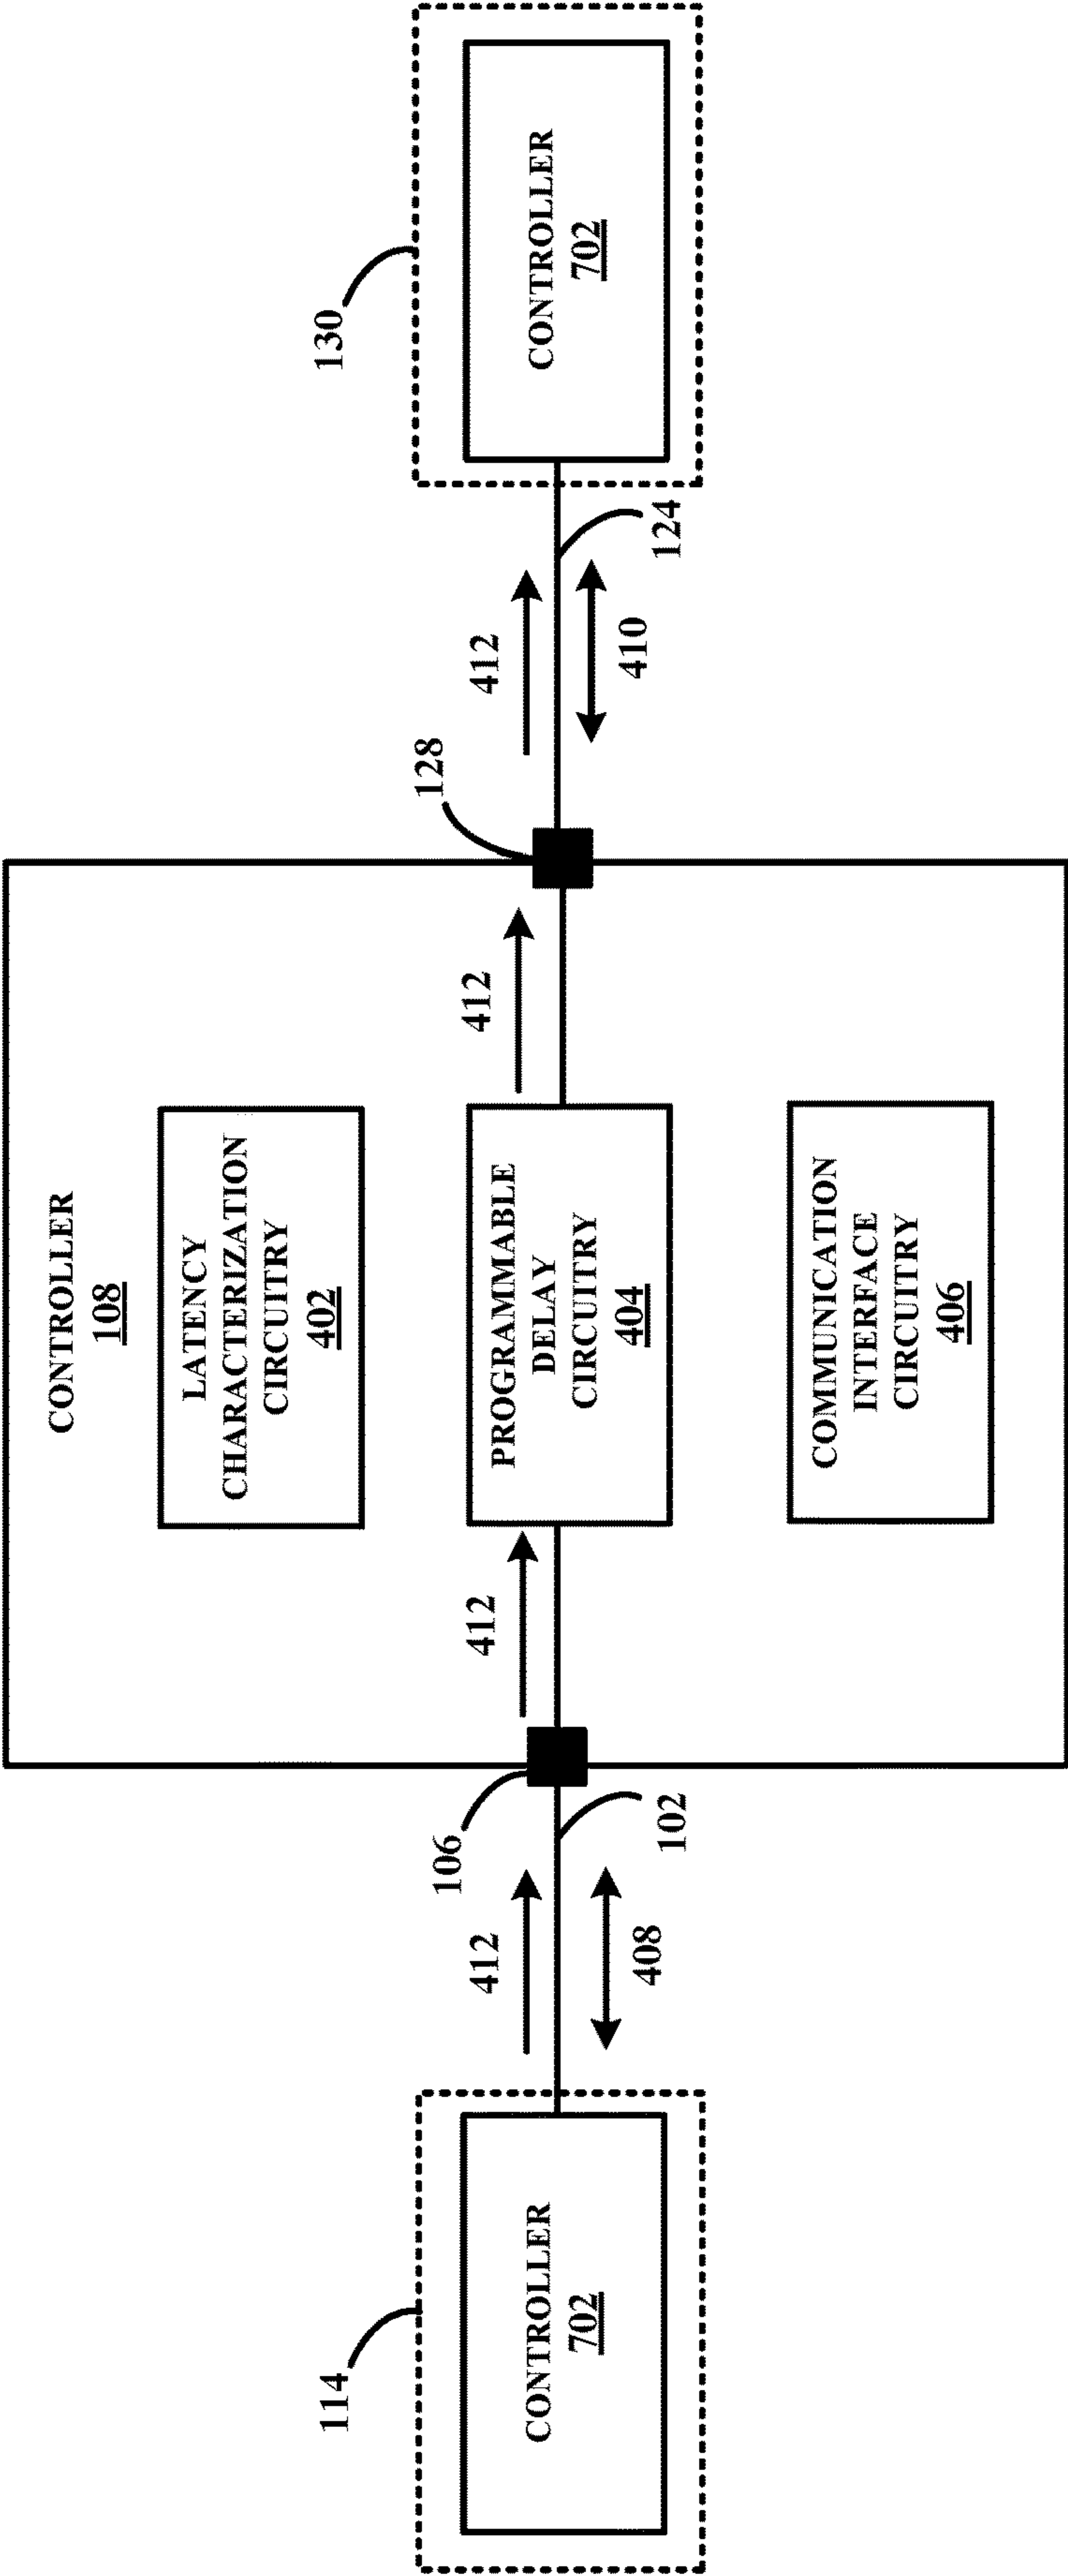 114
CONTROLLER
702
412
408
106
102
CONTROLLER
108
LATENCY
CHARACTERIZATION
CIRCUITRY
402
412
PROGRAMMABLE
DELAY
CIRCUITRY
404
COMMUNICATION
INTERFACE
CIRCUITRY
406
412
128
412
410
124
130
CONTROLLER
702